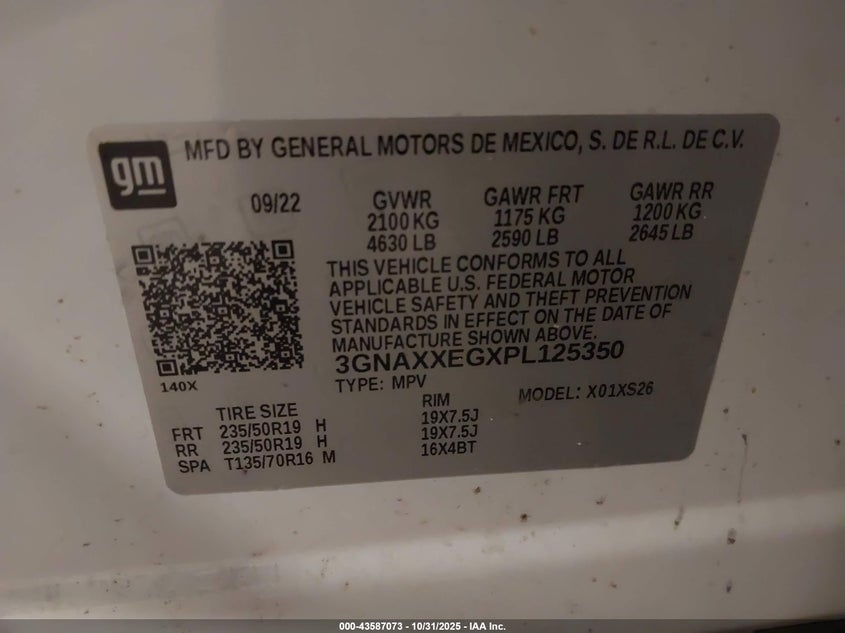 gm
MFD BY GENERAL MOTORS DE MEXICO, S. DE R.L. DE C.V.
09/22 GVWR GAWR FRT GAWR RR
2100 KG 1175 KG 1200 KG
4630 LB 2590 LB 2645 LB
THIS VEHICLE CONFORMS TO ALL
APPLICABLE U.S. FEDERAL MOTOR
VEHICLE SAFETY AND THEFT PREVENTION
STANDARDS IN EFFECT ON THE DATE OF
MANUFACTURE SHOWN ABOVE.
3GNAXXEGXPL125350
140X
TYPE: MPV MODEL: X01XS26
TIRE SIZE RIM
FRT 235/50R19 H 19X7.5J
RR 235/50R19 H 19X7.5J
SPA T135/70R16 M 16X4BT
000-43587073 - 10/31/2025 - IAA Inc.